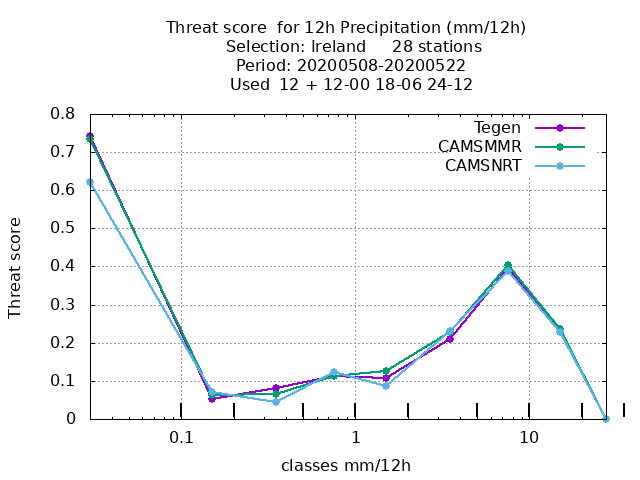 Threat score  for 12h Precipitation (mm/12h)
Selection: Ireland     28 stations
Period: 20200508-20200522
Used  12 + 12-00 18-06 24-12
Tegen
CAMSMMR
CAMSNRT
Threat score
0.8
0.7
0.6
0.5
0.4
0.3
0.2
0.1
0
0.1
1
10
classes mm/12h